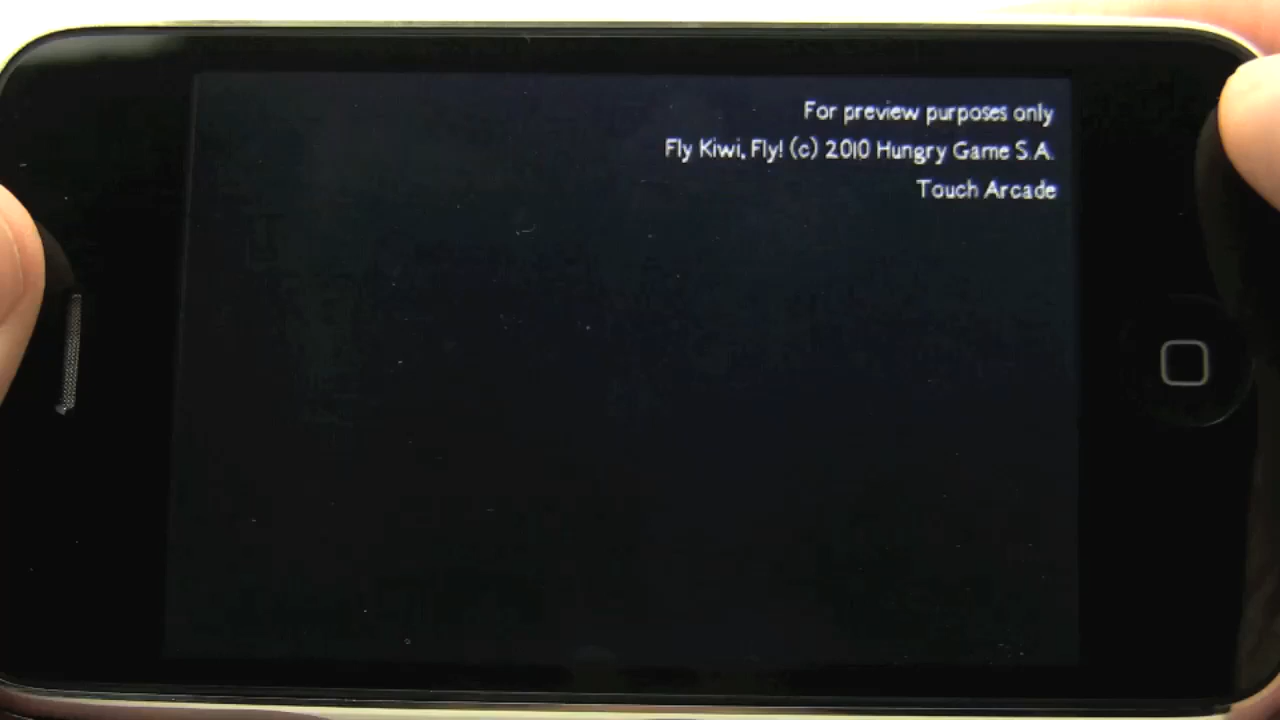 For preview purposes only
Fly Kiwi, Fly! (c) 2010 Hungry Game S.A.
Touch Arcade